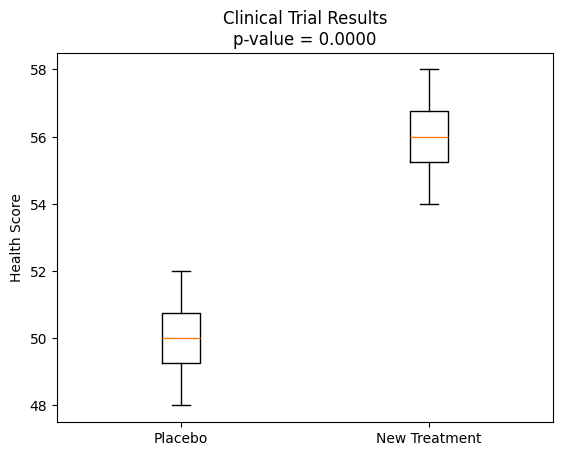 Clinical Trial Results
p-value = 0.0000
58
56
54
52
50
48
Health Score
Placebo
New Treatment